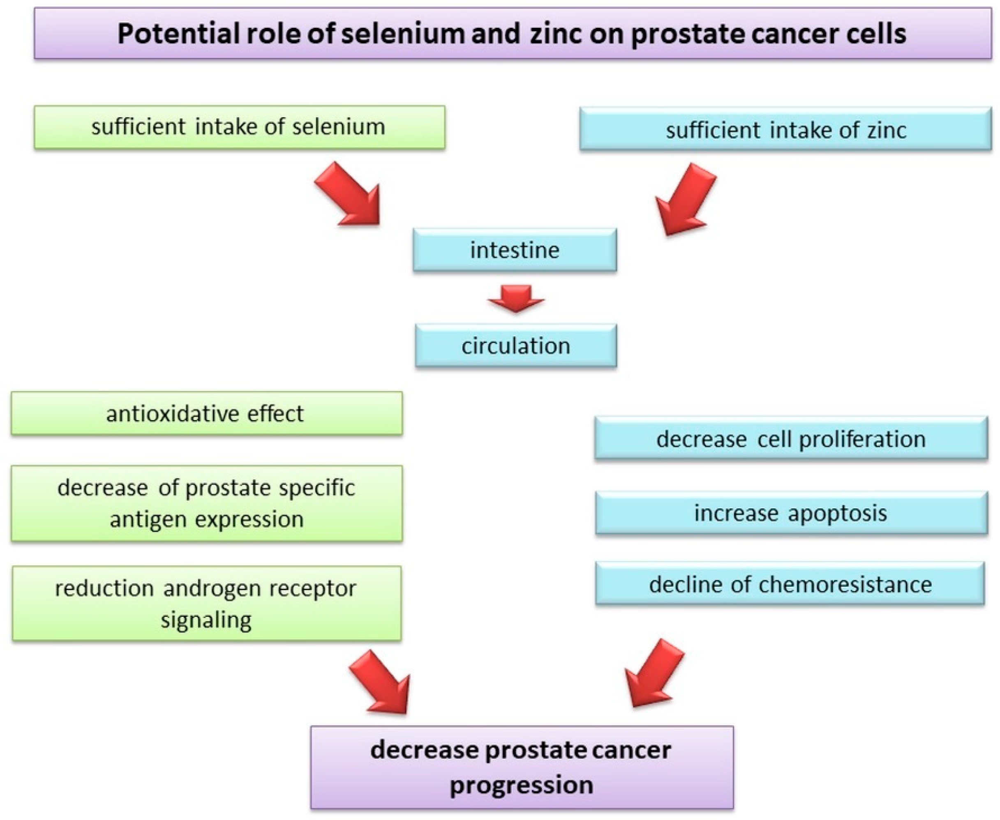 Potential role of selenium and zinc on prostate cancer cells
sufficient intake of selenium
sufficient intake of zinc
intestine
circulation
antioxidative effect
decrease of prostate specific
antigen expression
reduction androgen receptor
signaling
decrease cell proliferation
increase apoptosis
decline of chemoresistance
decrease prostate cancer
progression